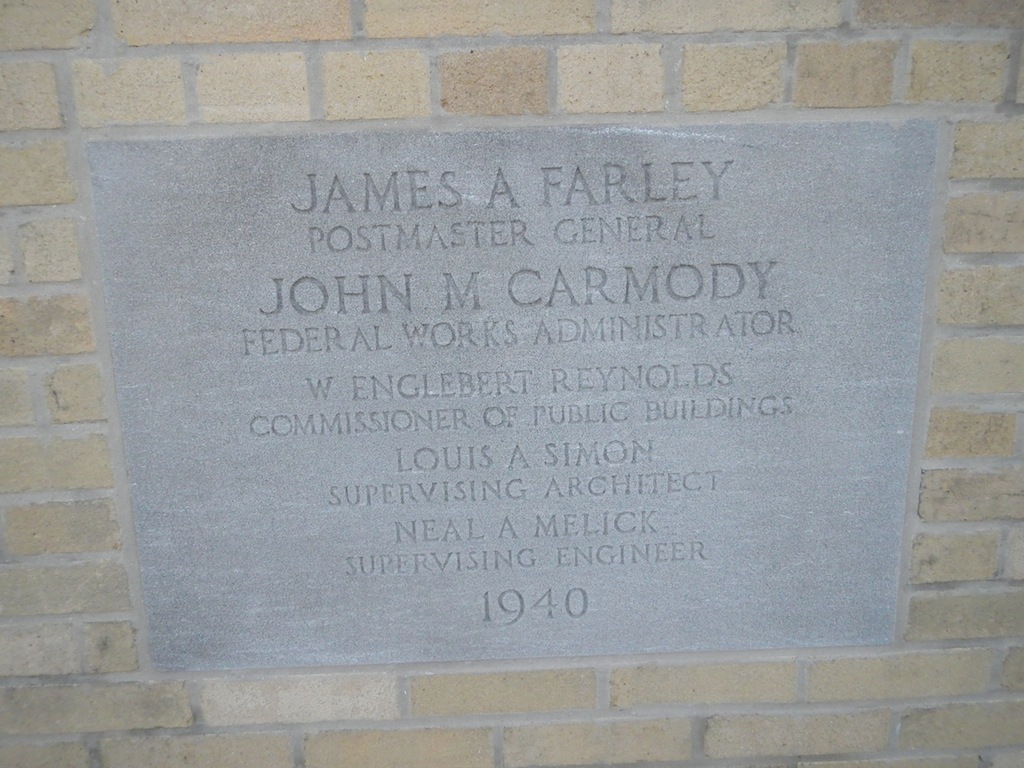 JAMES A FARLEY
POSTMASTER GENERAL
JOHN M CARMODY
FEDERAL WORKS ADMINISTRATOR
W ENGLEBERT REYNOLDS
COMMISSIONER OF PUBLIC BUILDINGS
LOUIS A SIMON
SUPERVISING ARCHITECT
NEAL A MELICK
SUPERVISING ENGINEER
1940